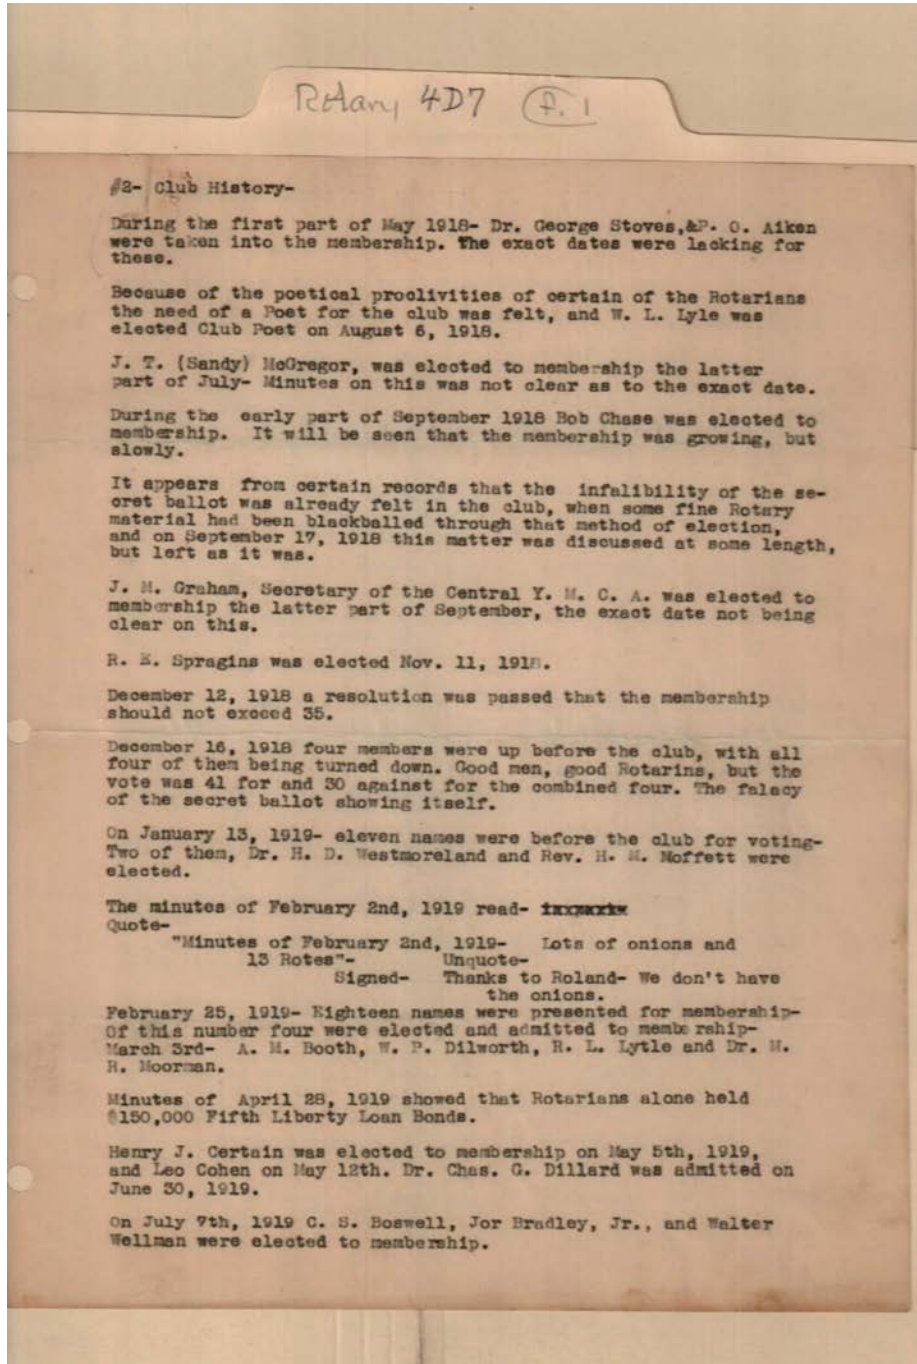 Rotary 4D7 f. 1
#2- Club History-
During the first part of May 1918- Dr. George Stoves,&P. O. Aiken
were taken into the membership. The exact dates were lacking for
these.
Because of the poetical proclivities of certain of the Rotarians
the need of a Poet for the club was felt, and W. L. Lyle was
elected Club Poet on August 6, 1918.
J. T. (Sandy) McGregor, was elected to membership the latter
part of July- Minutes on this was not clear as to the exact date.
During the early part of September 1918 Bob Chase was elected to
membership. It will be seen that the membership was growing, but
slowly.
It appears from certain records that the infalibility of the se-
cret ballot was already felt in the club, when some fine Rotary
material had been blackballed through that method of election,
and on September 17, 1918 this matter was discussed at some length,
but left as it was.
J. M. Graham, Secretary of the Central Y. M. C. A. was elected to
membership the latter part of September, the exact date not being
clear on this.
R. E. Spragins was elected Nov. 11, 1918.
December 12, 1918 a resolution was passed that the membership
should not exceed 35.
December 16, 1918 four members were up before the club, with all
four of them being turned down. Good men, good Rotarins, but the
vote was 41 for and 30 against for the combined four. The falacy
of the secret ballot showing itself.
On January 13, 1919- eleven names were before the club for voting-
Two of them, Dr. H. D. Westmoreland and Rev. H. M. Moffett were
elected.
The minutes of February 2nd, 1919 read-
Quote-
"Minutes of February 2nd, 1919- Lots of onions and
13 Rotes"- Unquote-
Signed- Thanks to Roland- We don't have
the onions.
February 25, 1919- Eighteen names were presented for membership-
Of this number four were elected and admitted to membe rship-
March 3rd- A. M. Booth, W. P. Dilworth, R. L. Lytle and Dr. M.
R. Moorman.
Minutes of April 28, 1919 showed that Rotarians alone held
$150,000 Fifth Liberty Loan Bonds.
Henry J. Certain was elected to membership on May 5th, 1919,
and Leo Cohen on May 12th. Dr. Chas. G. Dillard was admitted on
June 30, 1919.
On July 7th, 1919 C. S. Boswell, Jor Bradley, Jr., and Walter
Wellman were elected to membership.